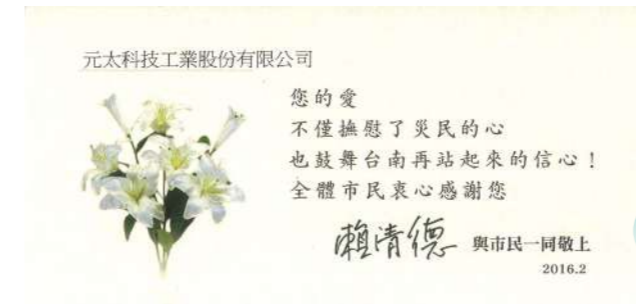 元太科技工業股份有限公司
您的愛
不僅撫慰了災民的心
也鼓舞台南再站起來的信心！
全體市民衷心感謝您
賴清德 與市民一同敬上
2016.2